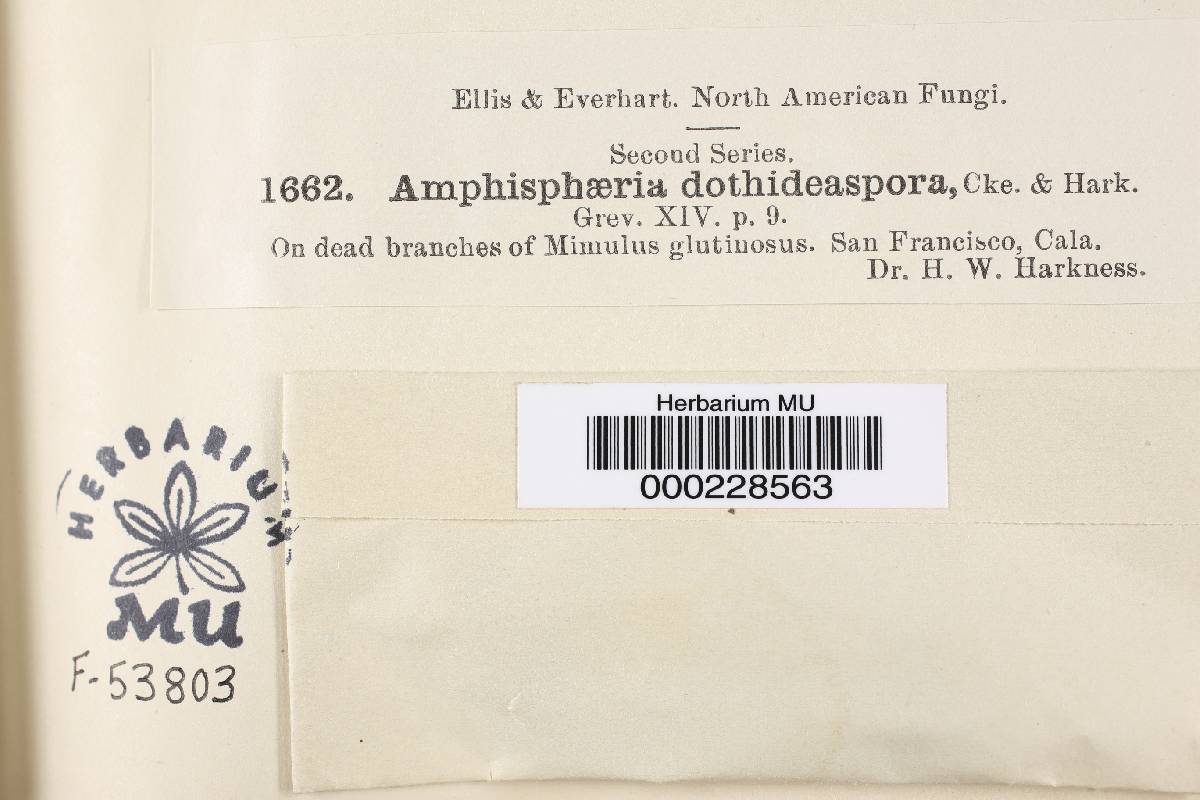 Ellis & Everhart. North American Fungi.
Second Series.
1662. Amphisphæria dothideaspora, Cke. & Hark.
Grev. XIV. p. 9.
On dead branches of Mimulus glutinosus. San Francisco, Cala.
Dr. H. W. Harkness.
Herbarium MU
000228563
HERBARIUM
MU
F-53803